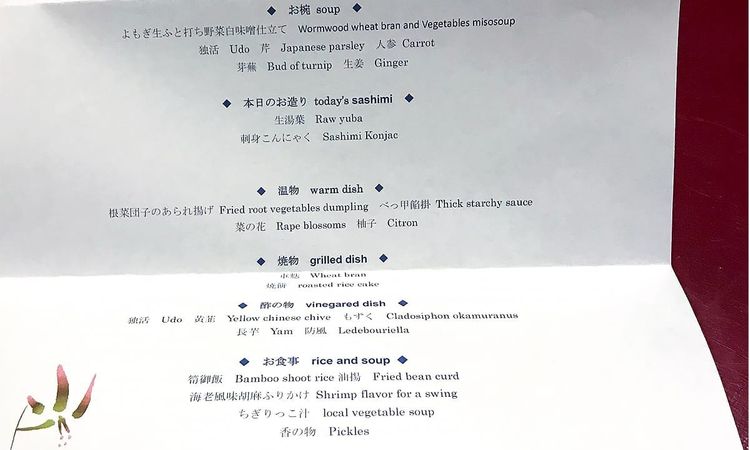 ◆ お椀 soup ◆
よもぎ生ふと打ち野菜白味噌仕立て Wormwood wheat bran and Vegetables misosoup
独活 Udo 芹 Japanese parsley 人参 Carrot
芽蕪 Bud of turnip 生姜 Ginger
◆ 本日のお造り today's sashimi ◆
生湯葉 Raw yuba
刺身こんにゃく Sashimi Konjac
◆ 温物 warm dish ◆
根菜団子のあられ揚げ Fried root vegetables dumpling べっ甲餡掛 Thick starchy sauce
菜の花 Rape blossoms 柚子 Citron
◆ 焼物 grilled dish ◆
車麩 Wheat bran
焼餅 roasted rice cake
◆ 酢の物 vinegared dish ◆
独活 Udo 黄韮 Yellow chinese chive もずく Cladosiphon okamuranus
長芋 Yam 防風 Ledebouriella
◆ お食事 rice and soup ◆
筍御飯 Bamboo shoot rice 油揚 Fried bean curd
海老風味胡麻ふりかけ Shrimp flavor for a swing
ちぎりっこ汁 local vegetable soup
香の物 Pickles